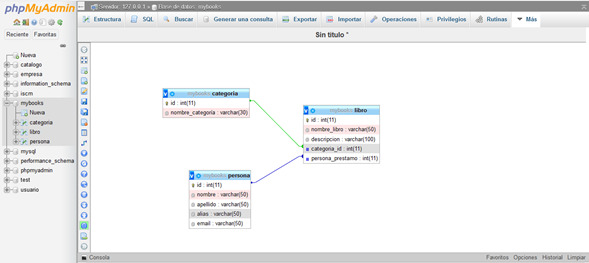 phpMyAdmin
Reciente Favoritas
Nueva
catalogo
empresa
information_schema
iscm
mybooks
Nueva
categoria
libro
persona
mysql
performance_schema
phpmyadmin
test
usuario
Servidor: 127.0.0.1 » Base de datos: mybooks
Estructura SQL Buscar Generar una consulta Exportar Importar Operaciones Privilegios Rutinas Más
Sin título *
mybooks categoria
id : int(11)
nombre_categoria : varchar(30)
mybooks libro
id : int(11)
nombre_libro : varchar(50)
descripcion : varchar(100)
categoria_id : int(11)
persona_prestamo : int(11)
mybooks persona
id : int(11)
nombre : varchar(50)
apellido : varchar(50)
alias : varchar(50)
email : varchar(50)
Consola
Favoritos Opciones Historial Limpiar